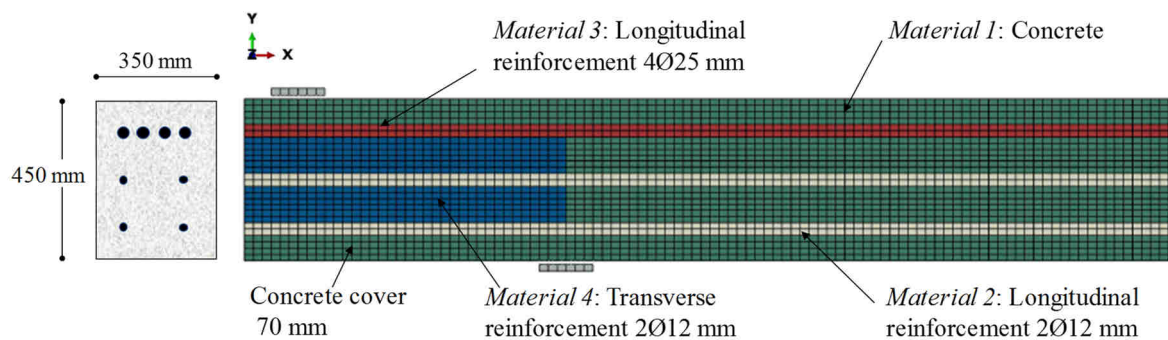 Y
X
Z
350 mm
450 mm
Material 3: Longitudinal
reinforcement 4Ø25 mm
Material 1: Concrete
Concrete cover
70 mm
Material 4: Transverse
reinforcement 2Ø12 mm
Material 2: Longitudinal
reinforcement 2Ø12 mm